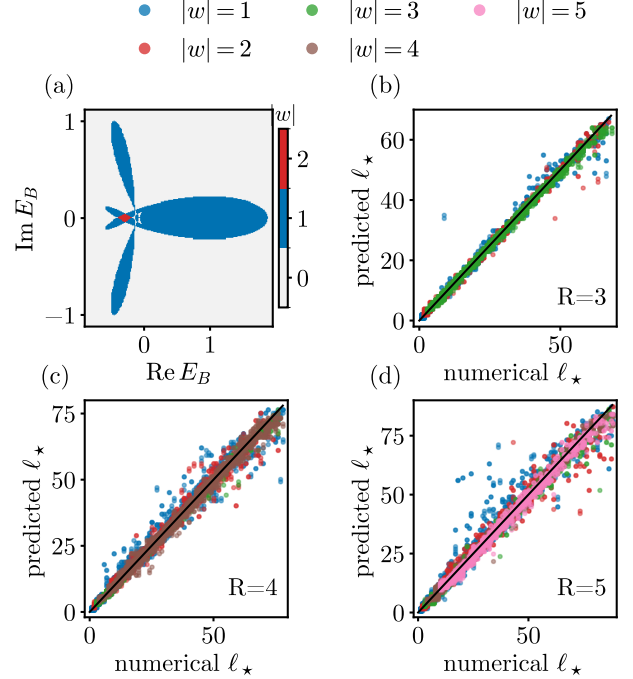 |w| = 1 |w| = 3 |w| = 5
|w| = 2 |w| = 4
(a)
|w|
1
0
−1
Im E_B
0 1
Re E_B
2
1
0
(b)
60
40
20
0
predicted ℓ⋆
R=3
0 50
numerical ℓ⋆
(c)
75
50
25
0
predicted ℓ⋆
R=4
0 50
numerical ℓ⋆
(d)
75
50
25
0
predicted ℓ⋆
R=5
0 50
numerical ℓ⋆